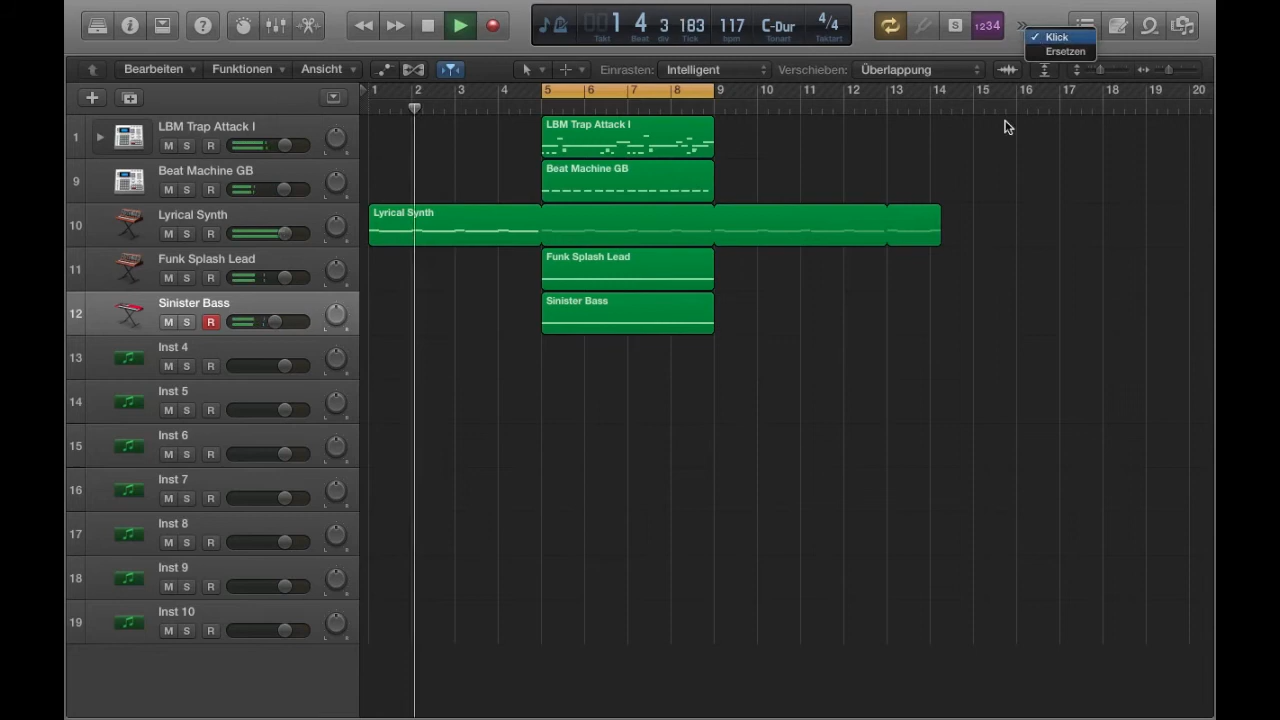 1 4 3 183 117 C-Dur 4/4
Takt Beat div Tick bpm Tonart Taktart
S 1234
Klick
Ersetzen
Bearbeiten Funktionen Ansicht Einrasten: Intelligent Verschieben: Überlappung
1 2 3 4 5 6 7 8 9 10 11 12 13 14 15 16 17 18 19 20
1 LBM Trap Attack I
M S R
LBM Trap Attack I
9 Beat Machine GB
M S R
Beat Machine GB
10 Lyrical Synth
M S R
Lyrical Synth
11 Funk Splash Lead
M S R
Funk Splash Lead
12 Sinister Bass
M S R
Sinister Bass
13 Inst 4
M S R
14 Inst 5
M S R
15 Inst 6
M S R
16 Inst 7
M S R
17 Inst 8
M S R
18 Inst 9
M S R
19 Inst 10
M S R